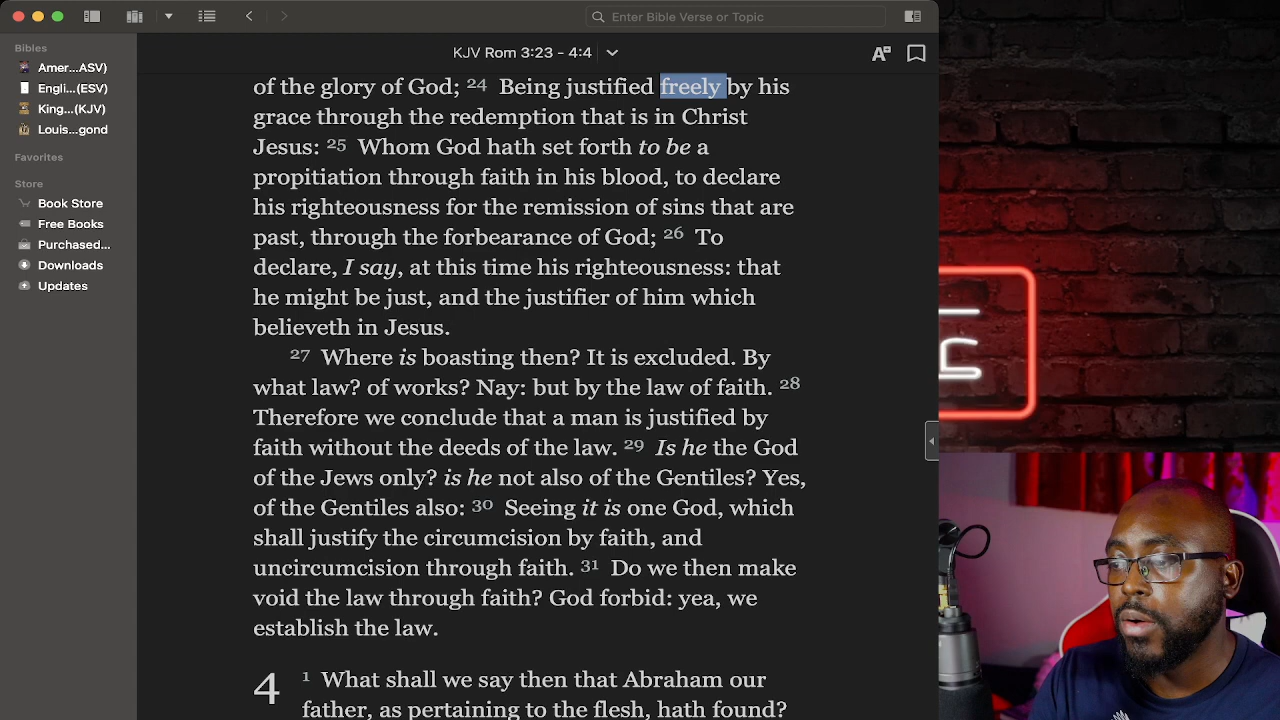 Enter Bible Verse or Topic
Bibles
Amer...ASV)
Engli...(ESV)
King...(KJV)
Louis...gond
Favorites
Store
Book Store
Free Books
Purchased...
Downloads
Updates
KJV Rom 3:23 - 4:4
of the glory of God; 24 Being justified freely by his
grace through the redemption that is in Christ
Jesus: 25 Whom God hath set forth to be a
propitiation through faith in his blood, to declare
his righteousness for the remission of sins that are
past, through the forbearance of God; 26 To
declare, I say, at this time his righteousness: that
he might be just, and the justifier of him which
believeth in Jesus.
27 Where is boasting then? It is excluded. By
what law? of works? Nay: but by the law of faith. 28
Therefore we conclude that a man is justified by
faith without the deeds of the law. 29 Is he the God
of the Jews only? is he not also of the Gentiles? Yes,
of the Gentiles also: 30 Seeing it is one God, which
shall justify the circumcision by faith, and
uncircumcision through faith. 31 Do we then make
void the law through faith? God forbid: yea, we
establish the law.
4 1 What shall we say then that Abraham our
father, as pertaining to the flesh, hath found?